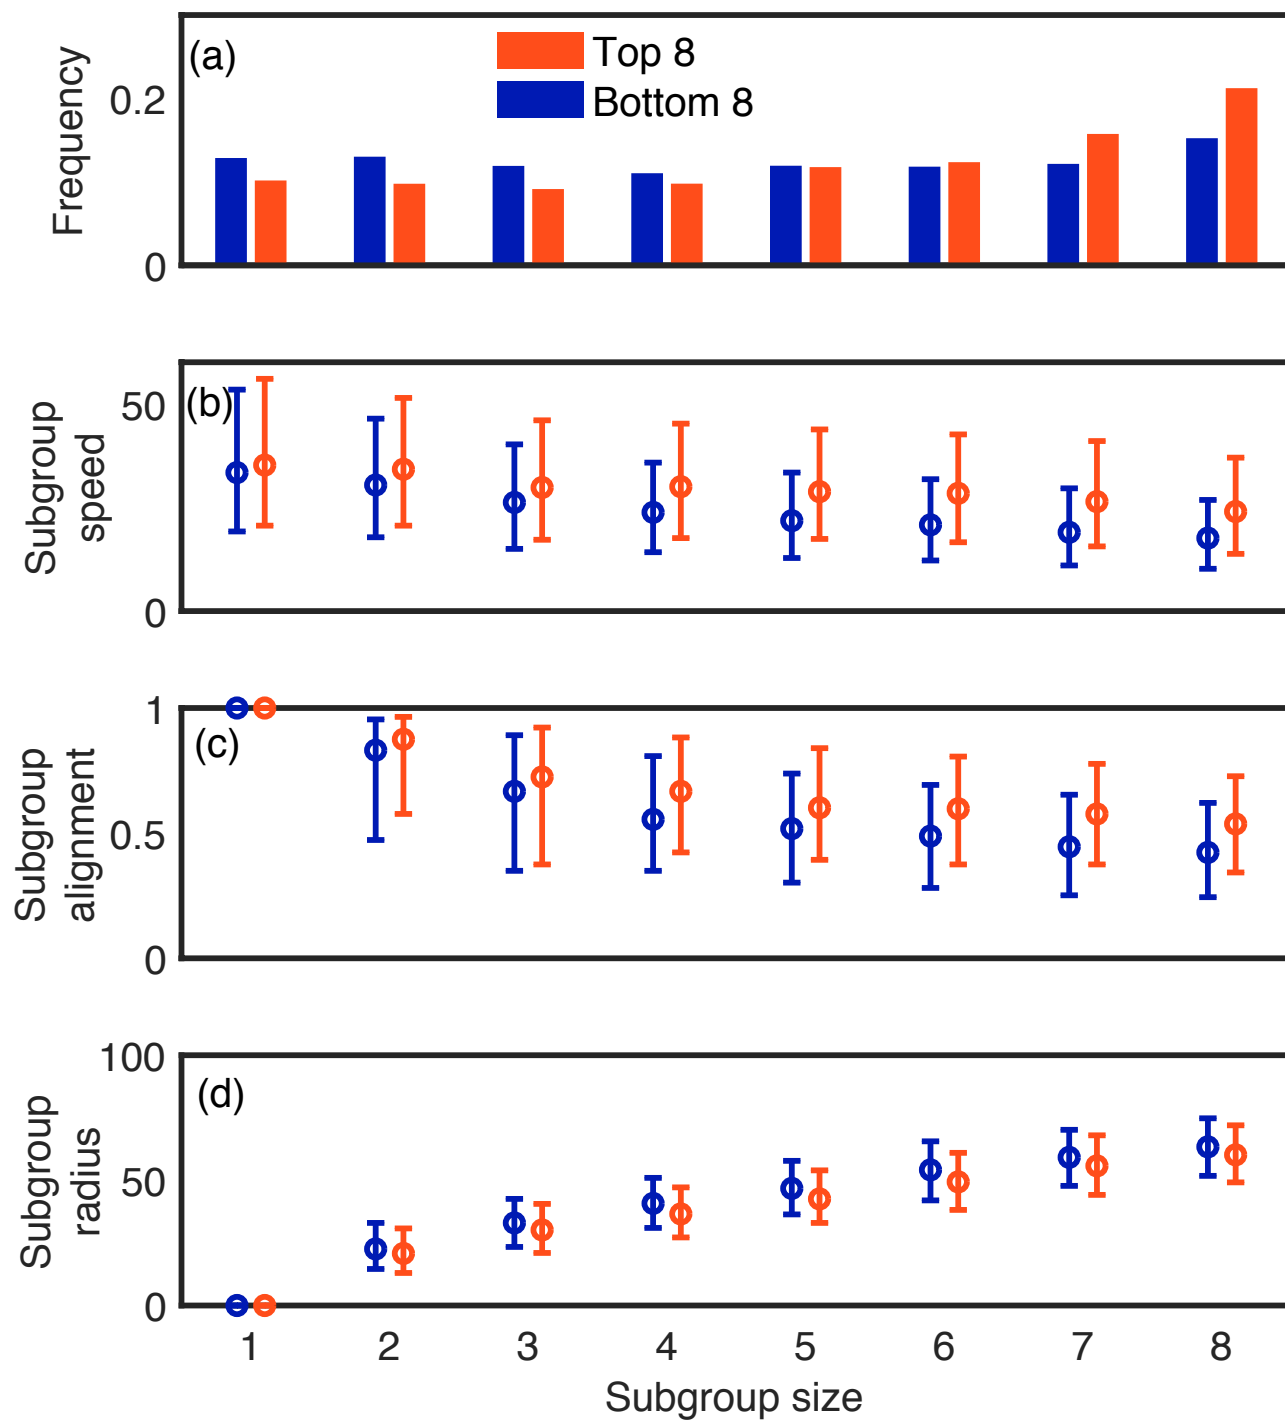 (a)
Top 8
Bottom 8
Frequency
0.2
0
(b)
Subgroup
speed
50
0
(c)
Subgroup
alignment
1
0.5
0
(d)
Subgroup
radius
100
50
0
1 2 3 4 5 6 7 8
Subgroup size